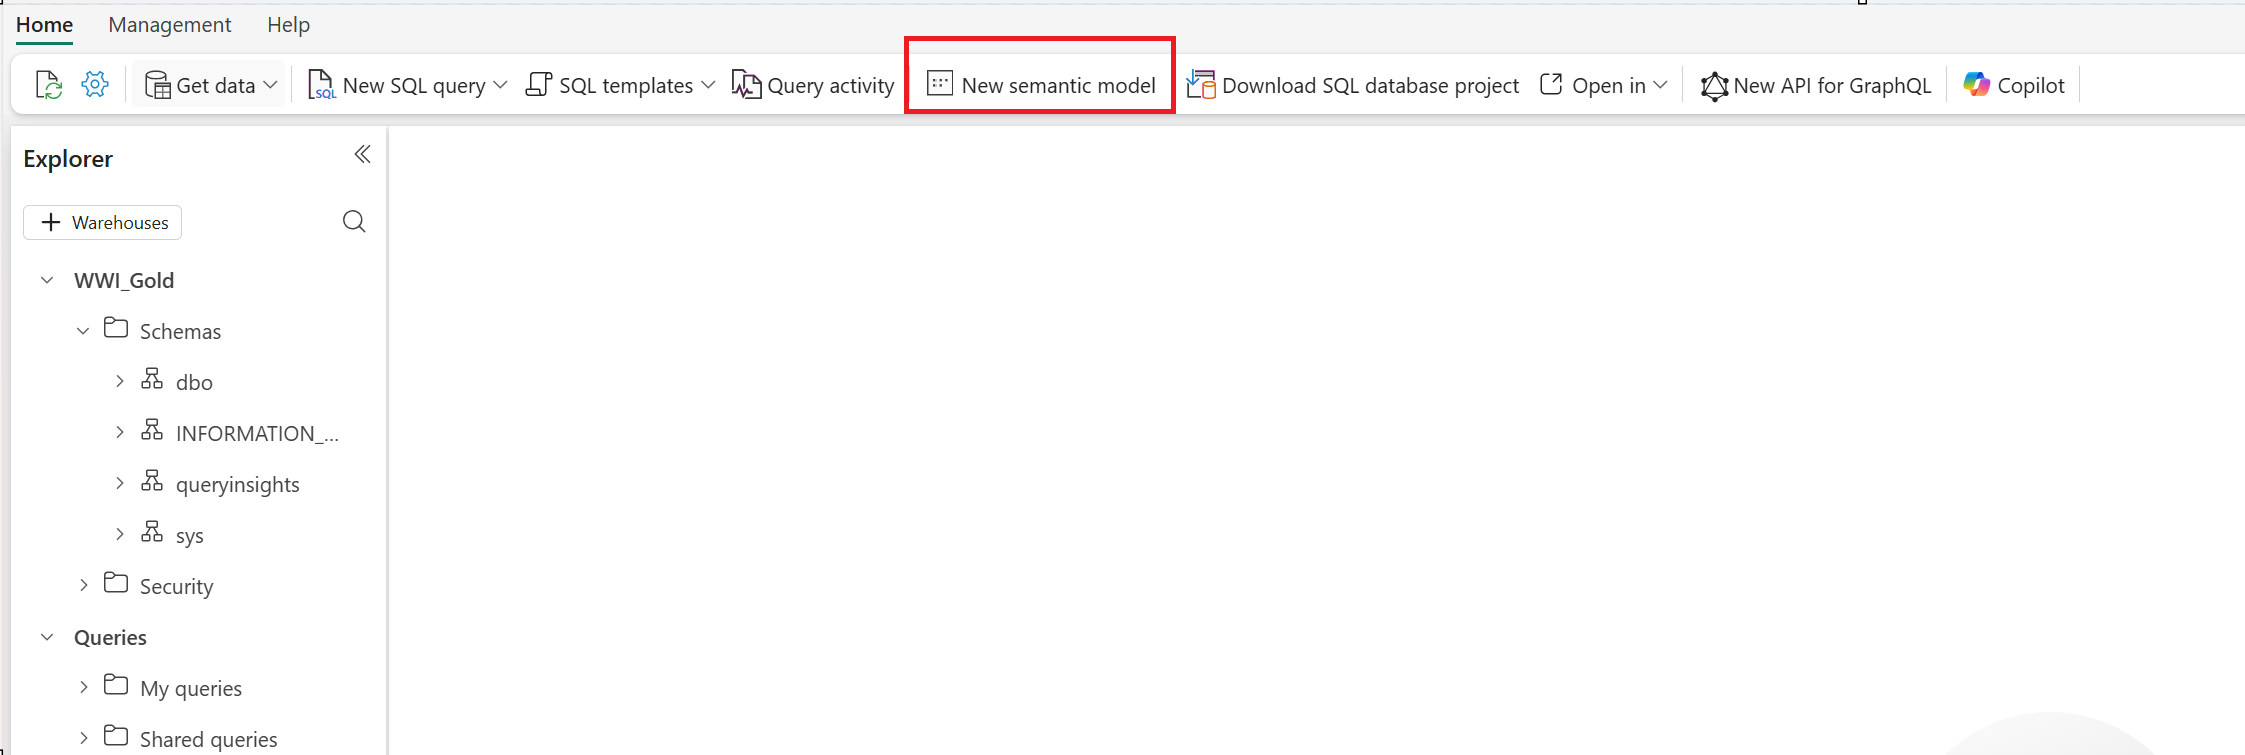 Home Management Help
Get data New SQL query SQL templates Query activity New semantic model Download SQL database project Open in New API for GraphQL Copilot
Explorer
Warehouses
WWI_Gold
Schemas
dbo
INFORMATION_...
queryinsights
sys
Security
Queries
My queries
Shared queries